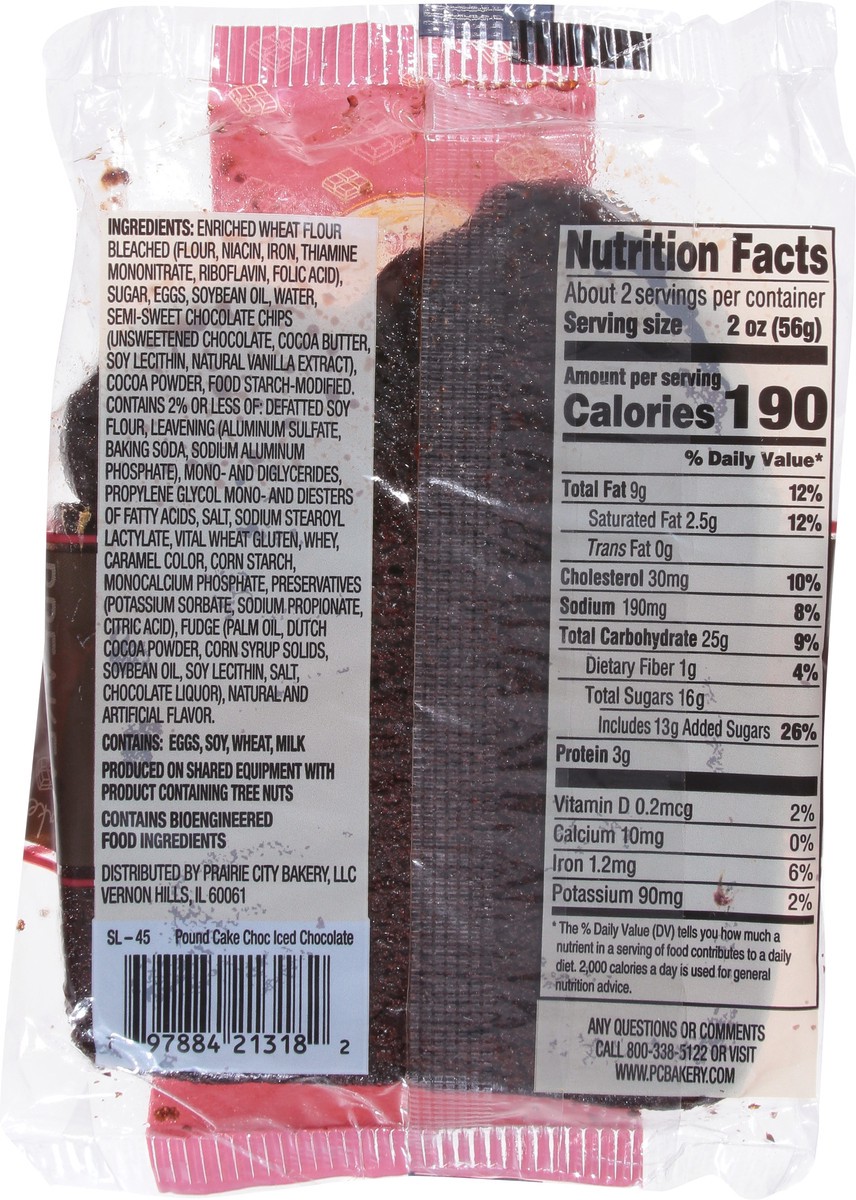 INGREDIENTS: ENRICHED WHEAT FLOUR
BLEACHED (FLOUR, NIACIN, IRON, THIAMINE
MONONITRATE, RIBOFLAVIN, FOLIC ACID),
SUGAR, EGGS, SOYBEAN OIL, WATER,
SEMI-SWEET CHOCOLATE CHIPS
(UNSWEETENED CHOCOLATE, COCOA BUTTER,
SOY LECITHIN, NATURAL VANILLA EXTRACT),
COCOA POWDER, FOOD STARCH-MODIFIED.
CONTAINS 2% OR LESS OF: DEFATTED SOY
FLOUR, LEAVENING (ALUMINUM SULFATE,
BAKING SODA, SODIUM ALUMINUM
PHOSPHATE), MONO- AND DIGLYCERIDES,
PROPYLENE GLYCOL MONO- AND DIESTERS
OF FATTY ACIDS, SALT, SODIUM STEAROYL
LACTYLATE, VITAL WHEAT GLUTEN, WHEY,
CARAMEL COLOR, CORN STARCH,
MONOCALCIUM PHOSPHATE, PRESERVATIVES
(POTASSIUM SORBATE, SODIUM PROPIONATE,
CITRIC ACID), FUDGE (PALM OIL, DUTCH
COCOA POWDER, CORN SYRUP SOLIDS,
SOYBEAN OIL, SOY LECITHIN, SALT,
CHOCOLATE LIQUOR), NATURAL AND
ARTIFICIAL FLAVOR.
CONTAINS: EGGS, SOY, WHEAT, MILK
PRODUCED ON SHARED EQUIPMENT WITH
PRODUCT CONTAINING TREE NUTS
CONTAINS BIOENGINEERED
FOOD INGREDIENTS
DISTRIBUTED BY PRAIRIE CITY BAKERY, LLC
VERNON HILLS, IL 60061
SL-45 Pound Cake Choc Iced Chocolate
97884 21318 2
Nutrition Facts
About 2 servings per container
Serving size 2 oz (56g)
Amount per serving
Calories 190
% Daily Value*
Total Fat 9g 12%
Saturated Fat 2.5g 12%
Trans Fat 0g
Cholesterol 30mg 10%
Sodium 190mg 8%
Total Carbohydrate 25g 9%
Dietary Fiber 1g 4%
Total Sugars 16g
Includes 13g Added Sugars 26%
Protein 3g
Vitamin D 0.2mcg 2%
Calcium 10mg 0%
Iron 1.2mg 6%
Potassium 90mg 2%
* The % Daily Value (DV) tells you how much a
nutrient in a serving of food contributes to a daily
diet. 2,000 calories a day is used for general
nutrition advice.
ANY QUESTIONS OR COMMENTS
CALL 800-338-5122 OR VISIT
WWW.PCBAKERY.COM